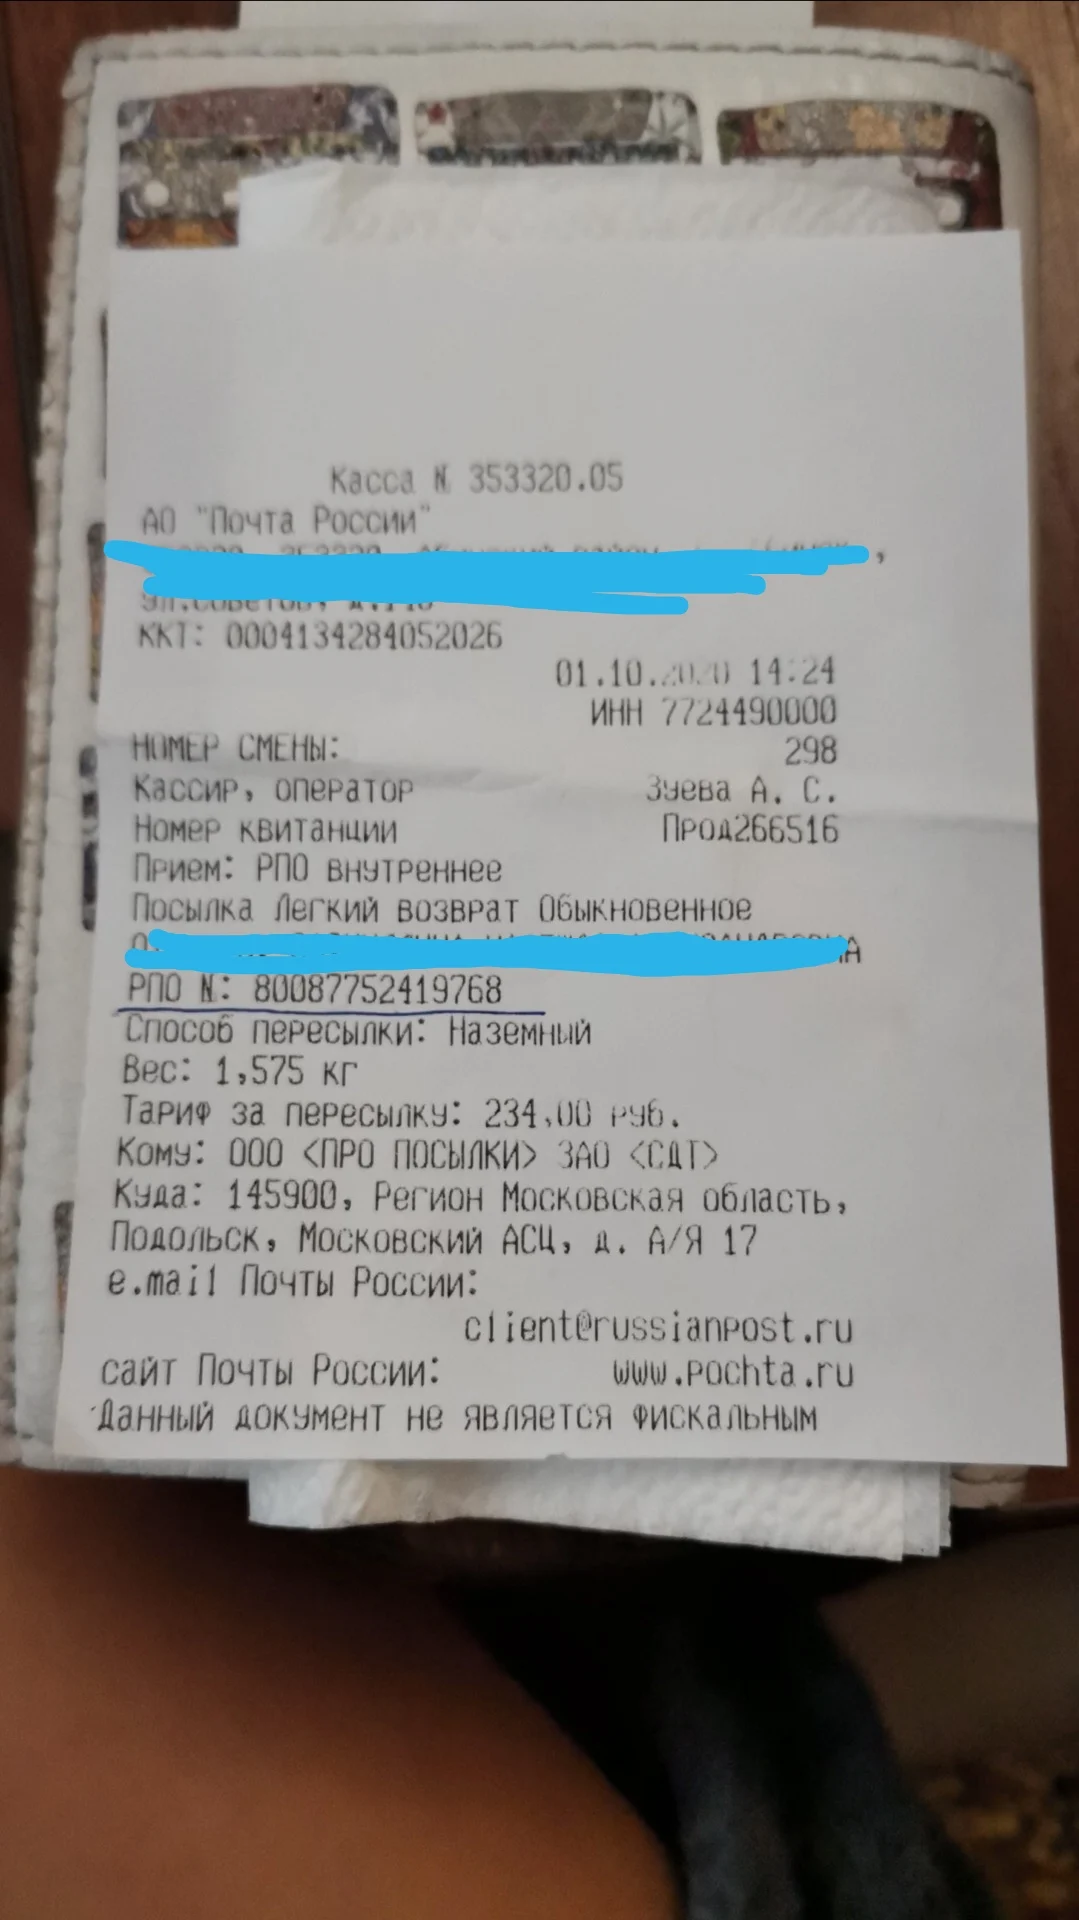 Касса № 353320.05
АО "Почта России"
ККТ: 0004134284052026
01.10.2020 14:24
ИНН 7724490000
НОМЕР СМЕНЫ: 298
Кассир, оператор Зуева А. С.
Номер квитанции Прод266516
Прием: РПО внутреннее
Посылка Легкий возврат Обыкновенное
РПО №: 80087752419768
Способ пересылки: Наземный
Вес: 1,575 кг
Тариф за пересылку: 234,00 руб.
Кому: ООО <ПРО ПОСЫЛКИ> ЗАО <СДТ>
Куда: 145900, Регион Московская область,
Подольск, Московский АСЦ, д. А/Я 17
e.mail Почты России:
client@russianpost.ru
сайт Почты России: www.pochta.ru
Данный документ не является фискальным